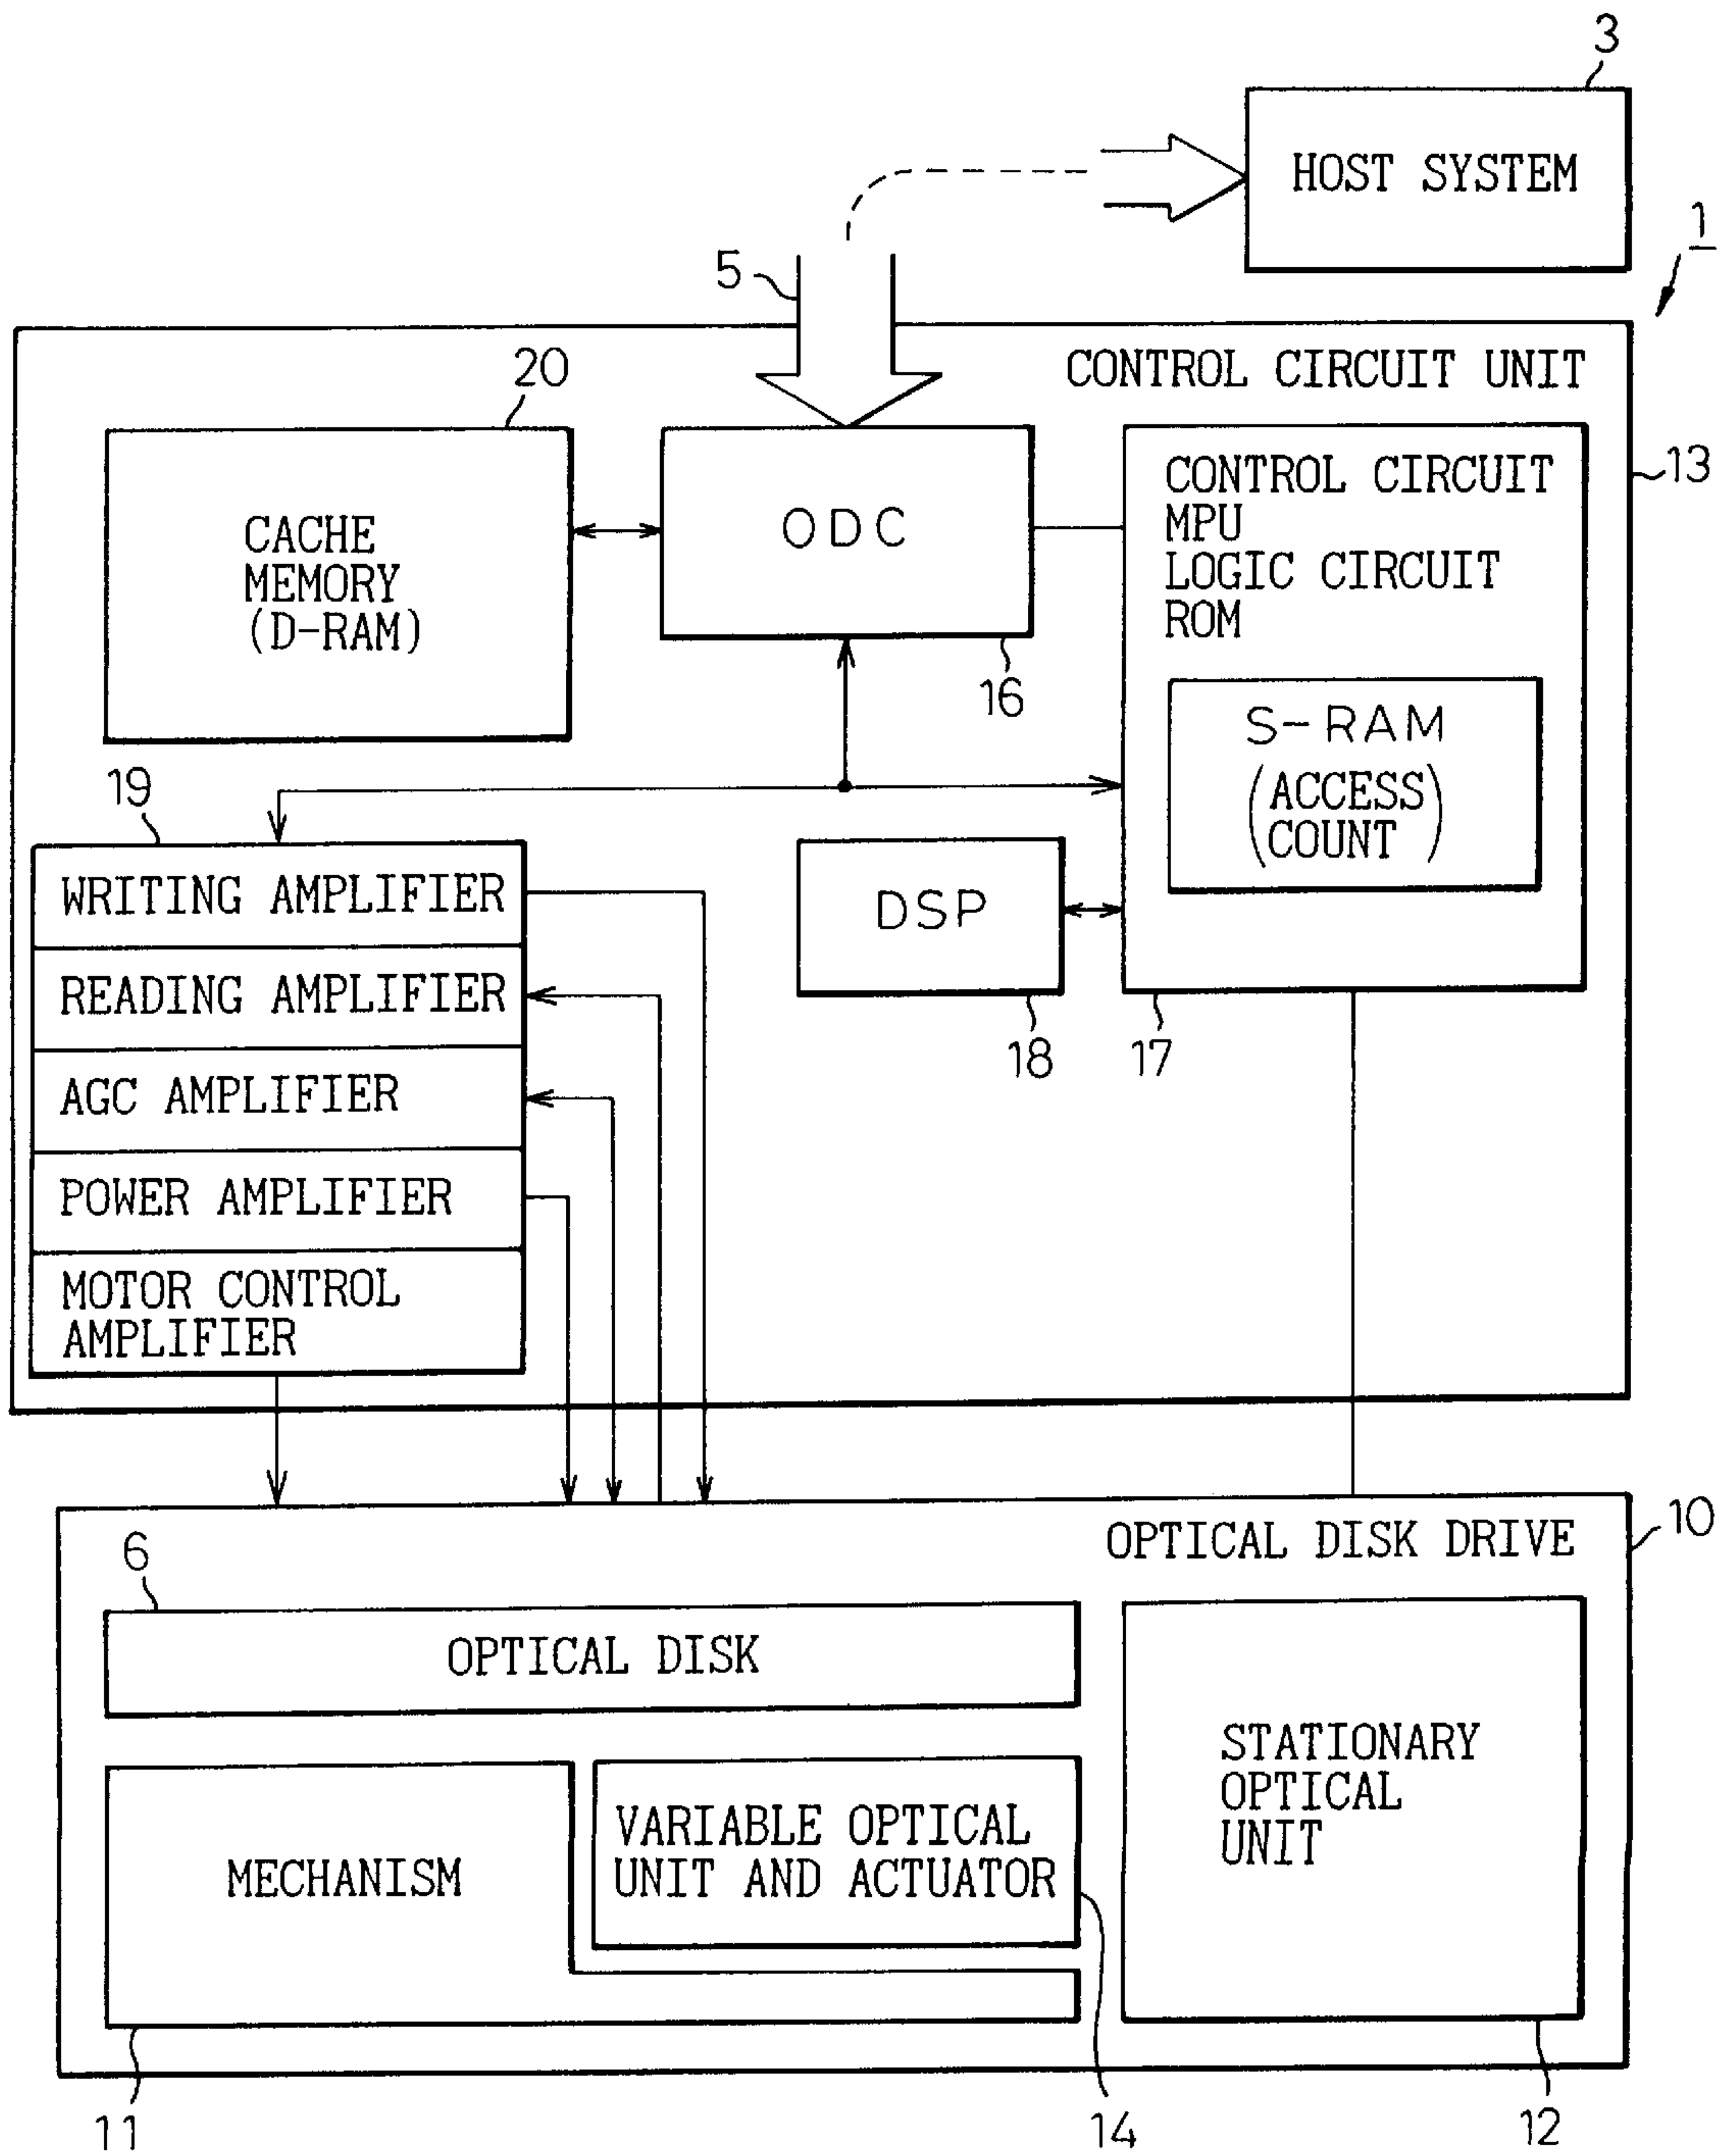 3
HOST SYSTEM
1
5
CONTROL CIRCUIT UNIT
20
13
CACHE
MEMORY
(D-RAM)
ODC
16
CONTROL CIRCUIT
MPU
LOGIC CIRCUIT
ROM
S-RAM
(ACCESS
COUNT)
19
WRITING AMPLIFIER
READING AMPLIFIER
AGC AMPLIFIER
POWER AMPLIFIER
MOTOR CONTROL
AMPLIFIER
DSP
18
17
OPTICAL DISK DRIVE
10
6
OPTICAL DISK
MECHANISM
VARIABLE OPTICAL
UNIT AND ACTUATOR
STATIONARY
OPTICAL
UNIT
11
14
12